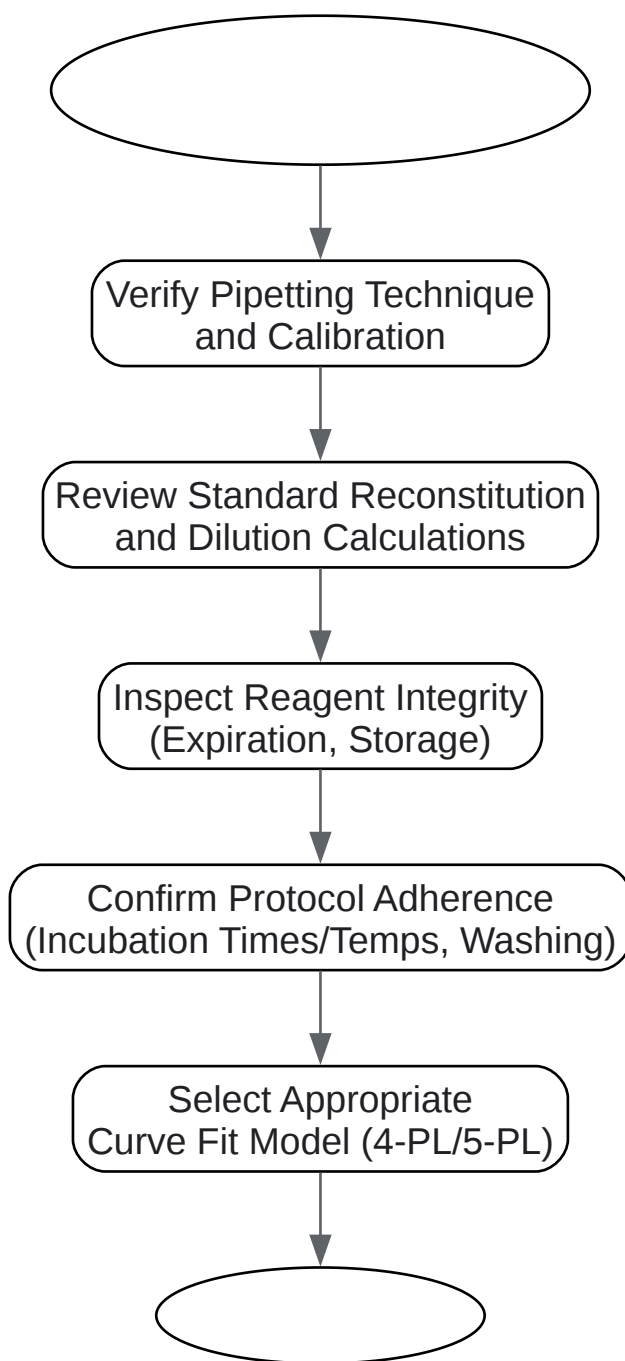 Verify Pipetting Technique
and Calibration
Review Standard Reconstitution
and Dilution Calculations
Inspect Reagent Integrity
(Expiration, Storage)
Confirm Protocol Adherence
(Incubation Times/Temps, Washing)
Select Appropriate
Curve Fit Model (4-PL/5-PL)